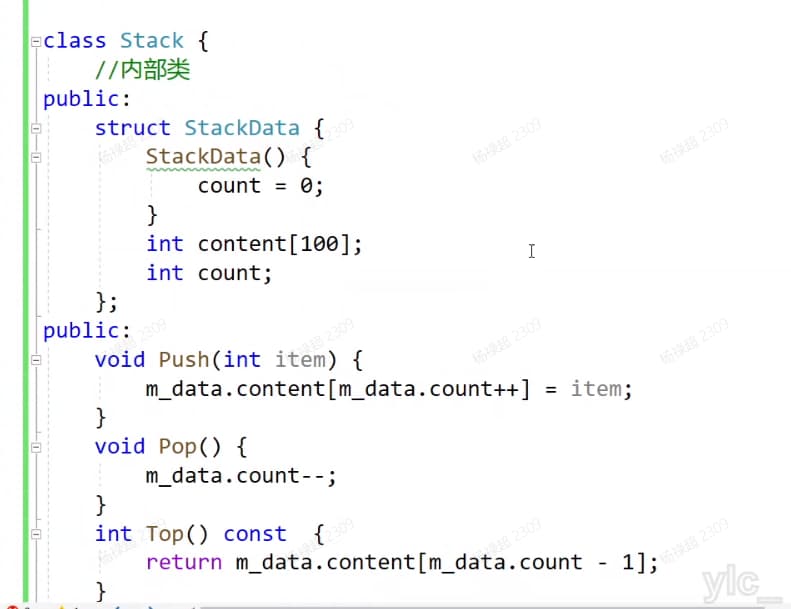 class Stack {
    //内部类
public:
    struct StackData {
        StackData() {
            count = 0;
        }
        int content[100];
        int count;
    };
public:
    void Push(int item) {
        m_data.content[m_data.count++] = item;
    }
    void Pop() {
        m_data.count--;
    }
    int Top() const  {
        return m_data.content[m_data.count - 1];
    }
ylc_